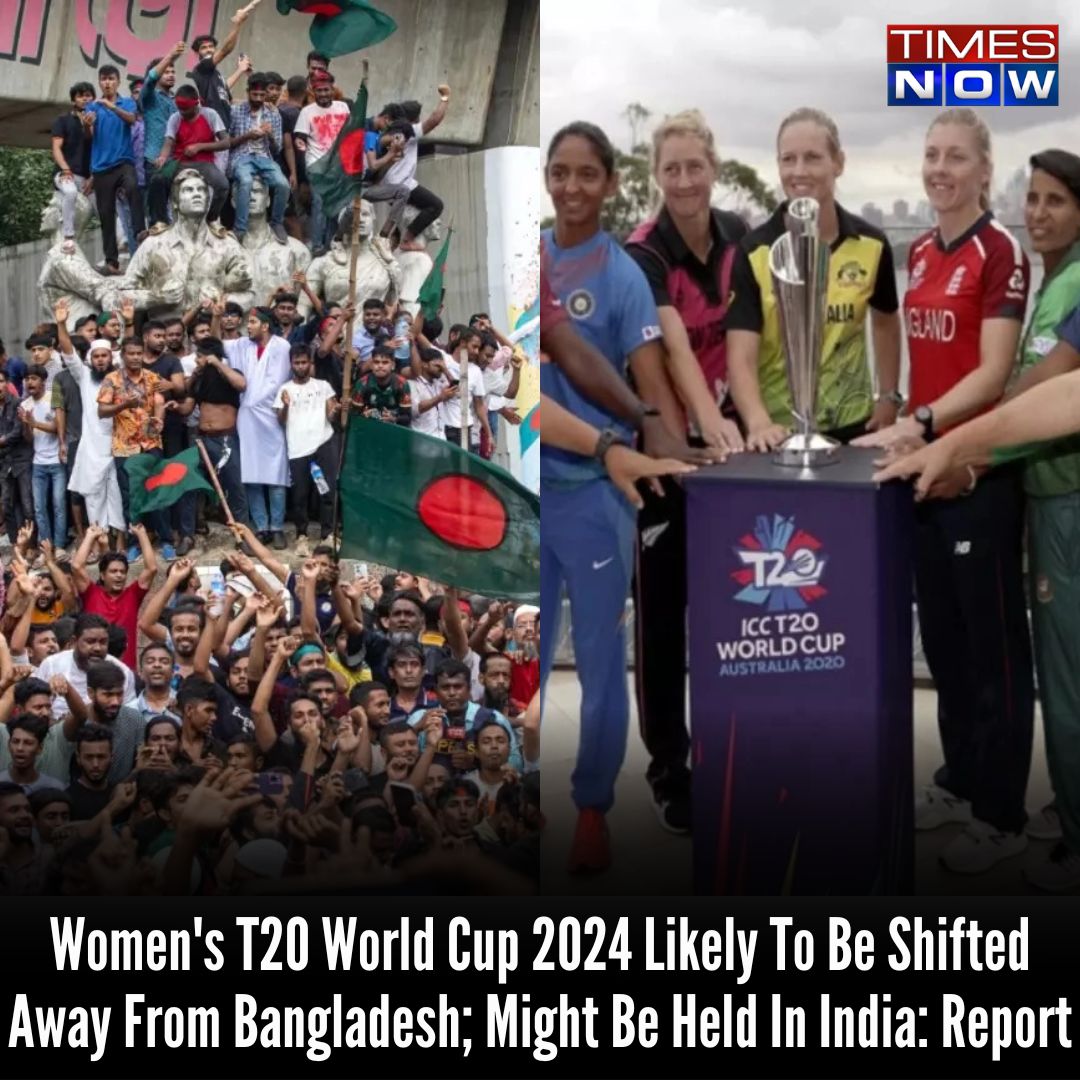 TIMES
NOW
ALIA
NGLAND
T20
ICC T20
WORLD CUP
AUSTRALIA 2020
Women's T20 World Cup 2024 Likely To Be Shifted
Away From Bangladesh; Might Be Held In India: Report